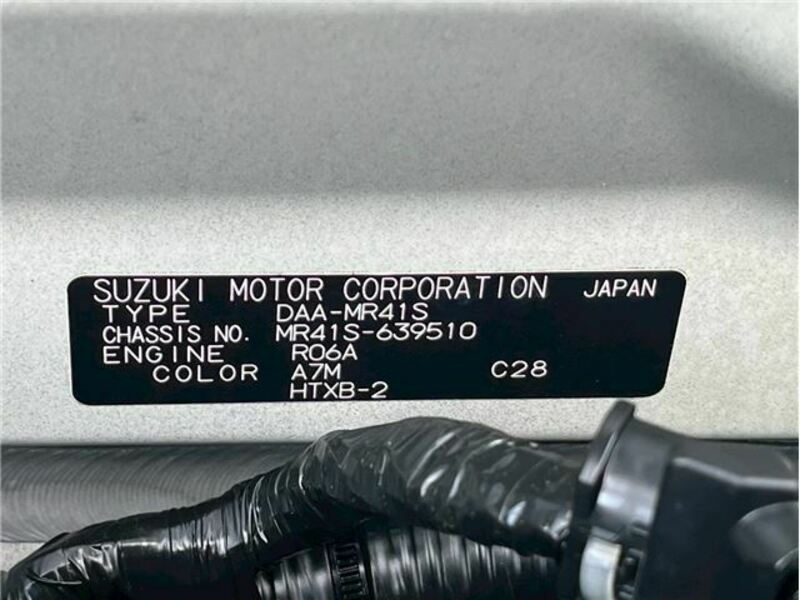 SUZUKI MOTOR CORPORATION JAPAN
TYPE DAA-MR41S
CHASSIS NO. MR41S-639510
ENGINE R06A
COLOR A7M C28
HTXB-2